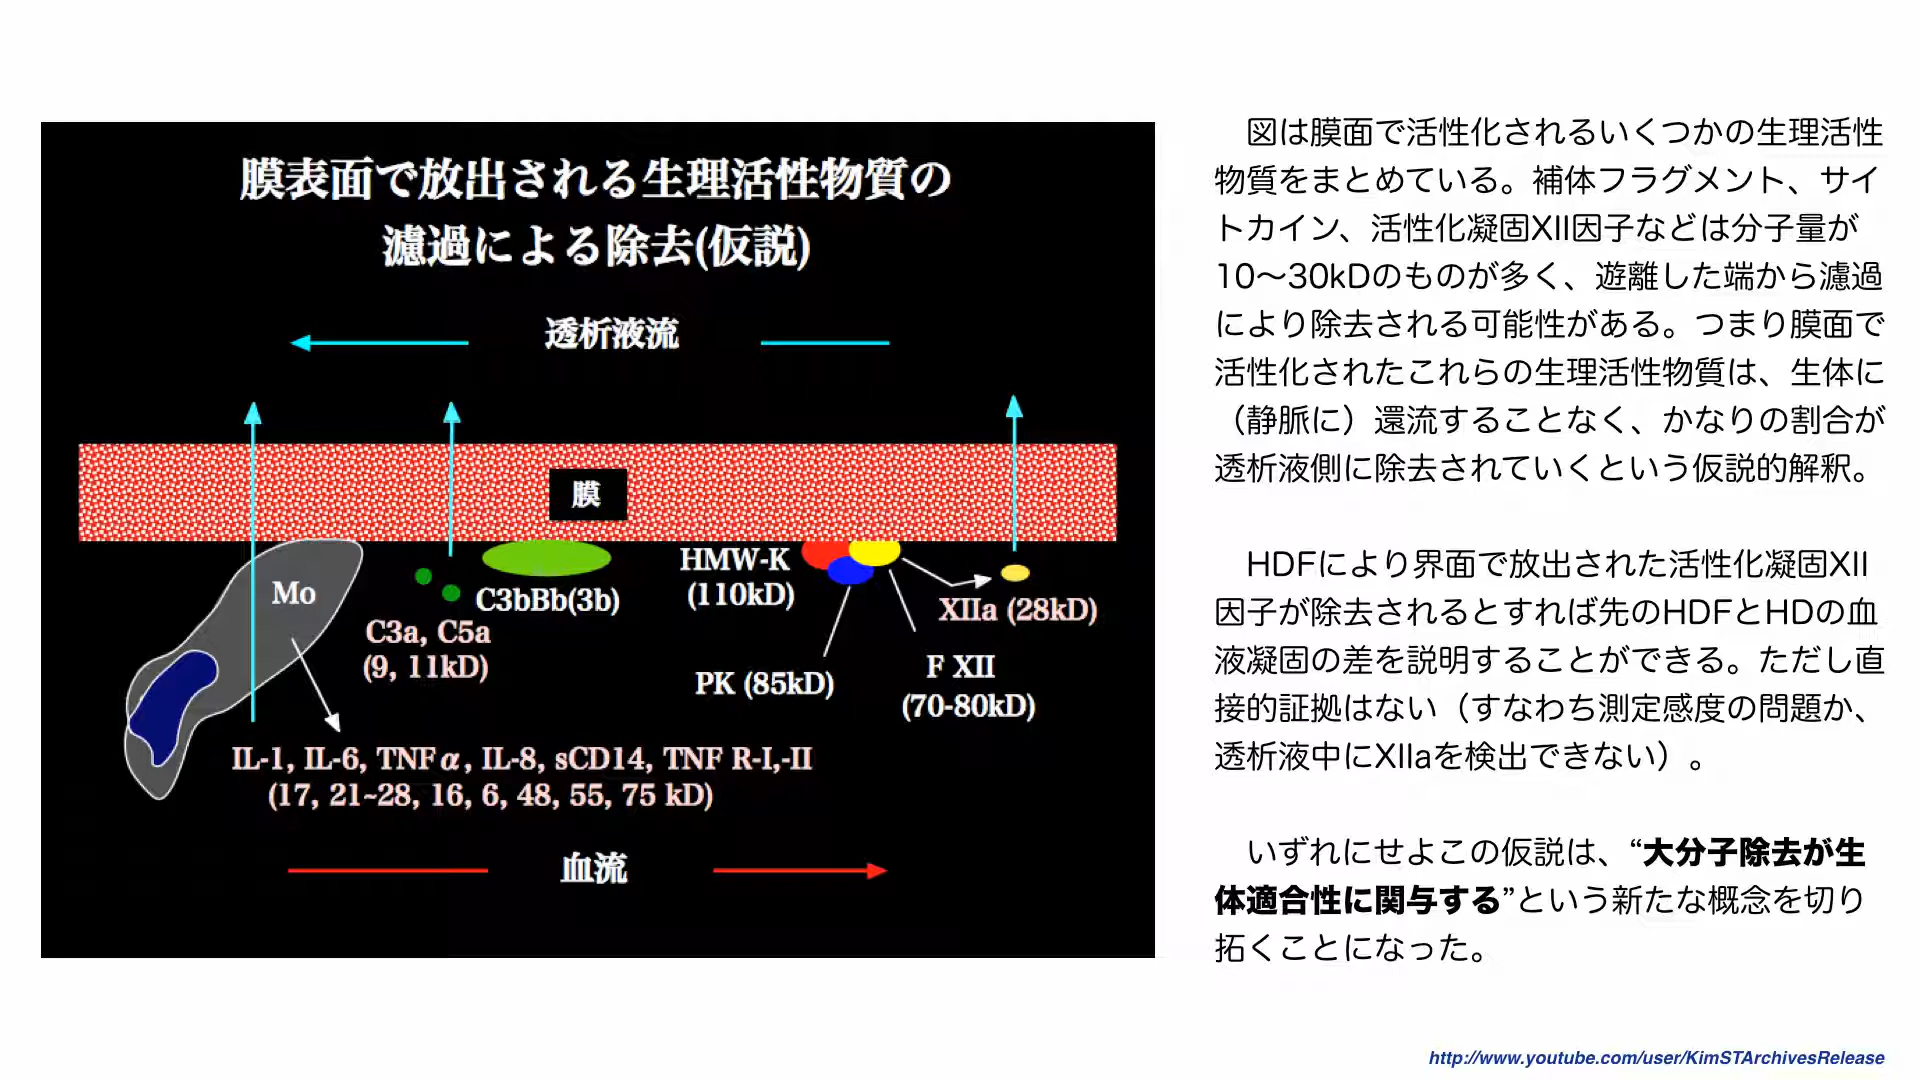 膜表面で放出される生理活性物質の
濾過による除去(仮説)
透析液流
膜
Mo
C3a, C5a
(9, 11kD)
C3bBb(3b)
HMW-K
(110kD)
PK (85kD)
F XII
(70-80kD)
XIIa (28kD)
IL-1, IL-6, TNFα, IL-8, sCD14, TNF R-I,-II
(17, 21~28, 16, 6, 48, 55, 75 kD)
血流
図は膜面で活性化されるいくつかの生理活性
物質をまとめている。補体フラグメント、サイ
トカイン、活性化凝固XII因子などは分子量が
10〜30kDのものが多く、遊離した端から濾過
により除去される可能性がある。つまり膜面で
活性化されたこれらの生理活性物質は、生体に
（静脈に）還流することなく、かなりの割合が
透析液側に除去されていくという仮説的解釈。
HDFにより界面で放出された活性化凝固XII
因子が除去されるとすれば先のHDFとHDの血
液凝固の差を説明することができる。ただし直
接的証拠はない（すなわち測定感度の問題か、
透析液中にXIIaを検出できない）。
いずれにせよこの仮説は、“大分子除去が生
体適合性に関与する”という新たな概念を切り
拓くことになった。
http://www.youtube.com/user/KimSTArchivesRelease